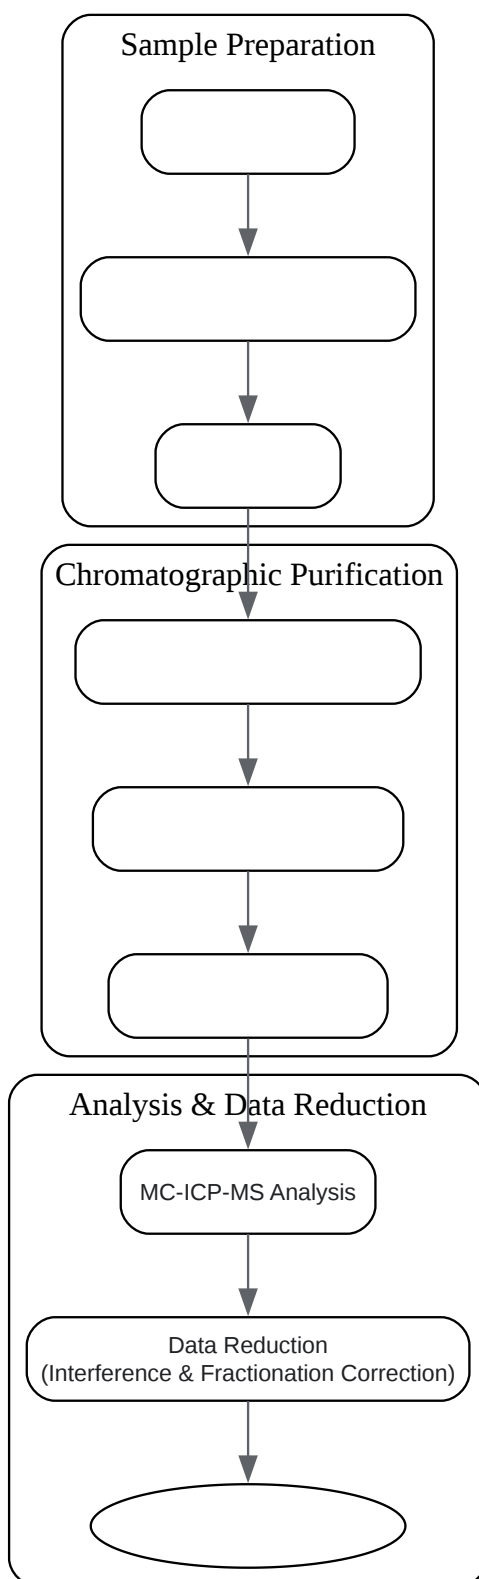 Sample Preparation
Chromatographic Purification
Analysis & Data Reduction
MC-ICP-MS Analysis
Data Reduction
(Interference & Fractionation Correction)